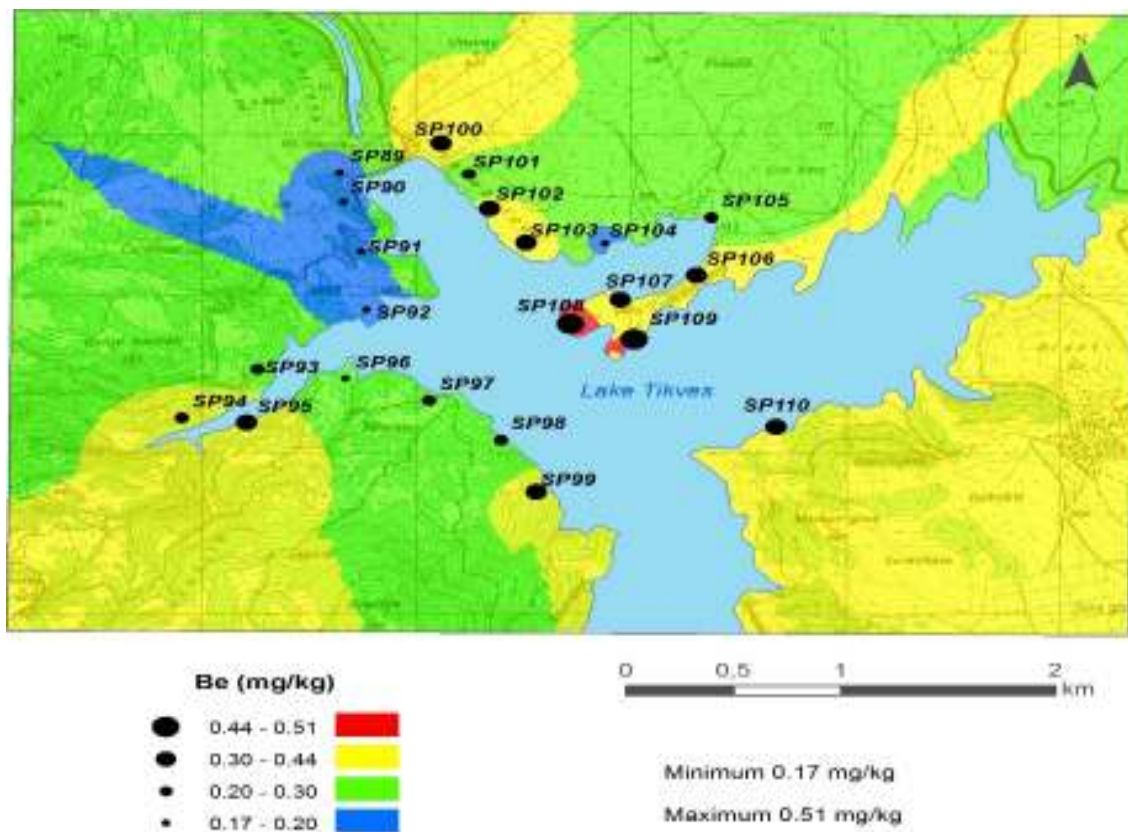 N
SP100
SP89
SP101
SP90
SP102
SP105
SP103 SP104
SP91
SP106
SP107
SP108
SP92
SP109
SP93 SP96
Lake Tikves
SP97
SP94 SP95
SP110
SP98
SP99
Be (mg/kg)
0.44 - 0.51
0.30 - 0.44
0.20 - 0.30
0.17 - 0.20
0 0,5 1 2
km
Minimum 0.17 mg/kg
Maximum 0.51 mg/kg